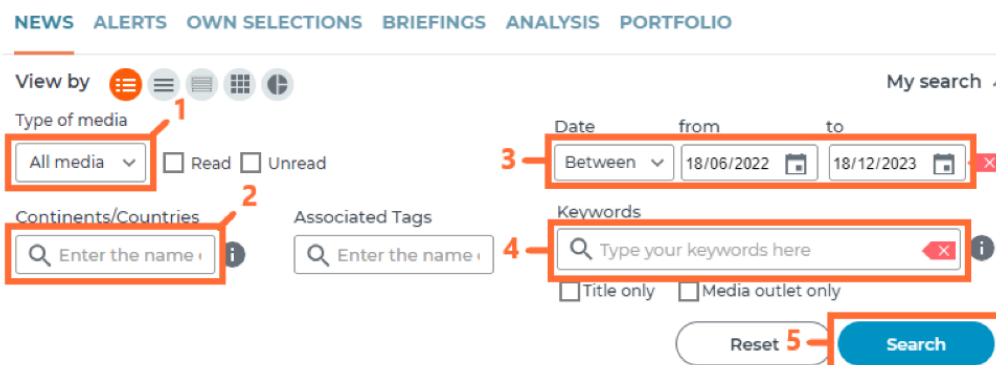 NEWS ALERTS OWN SELECTIONS BRIEFINGS ANALYSIS PORTFOLIO
View by My search
1
Type of media
Date from to
All media Read Unread
3 Between 18/06/2022 18/12/2023
2
Continents/Countries Associated Tags Keywords
Enter the name Enter the name 4 Type your keywords here
Title only Media outlet only
Reset 5 Search